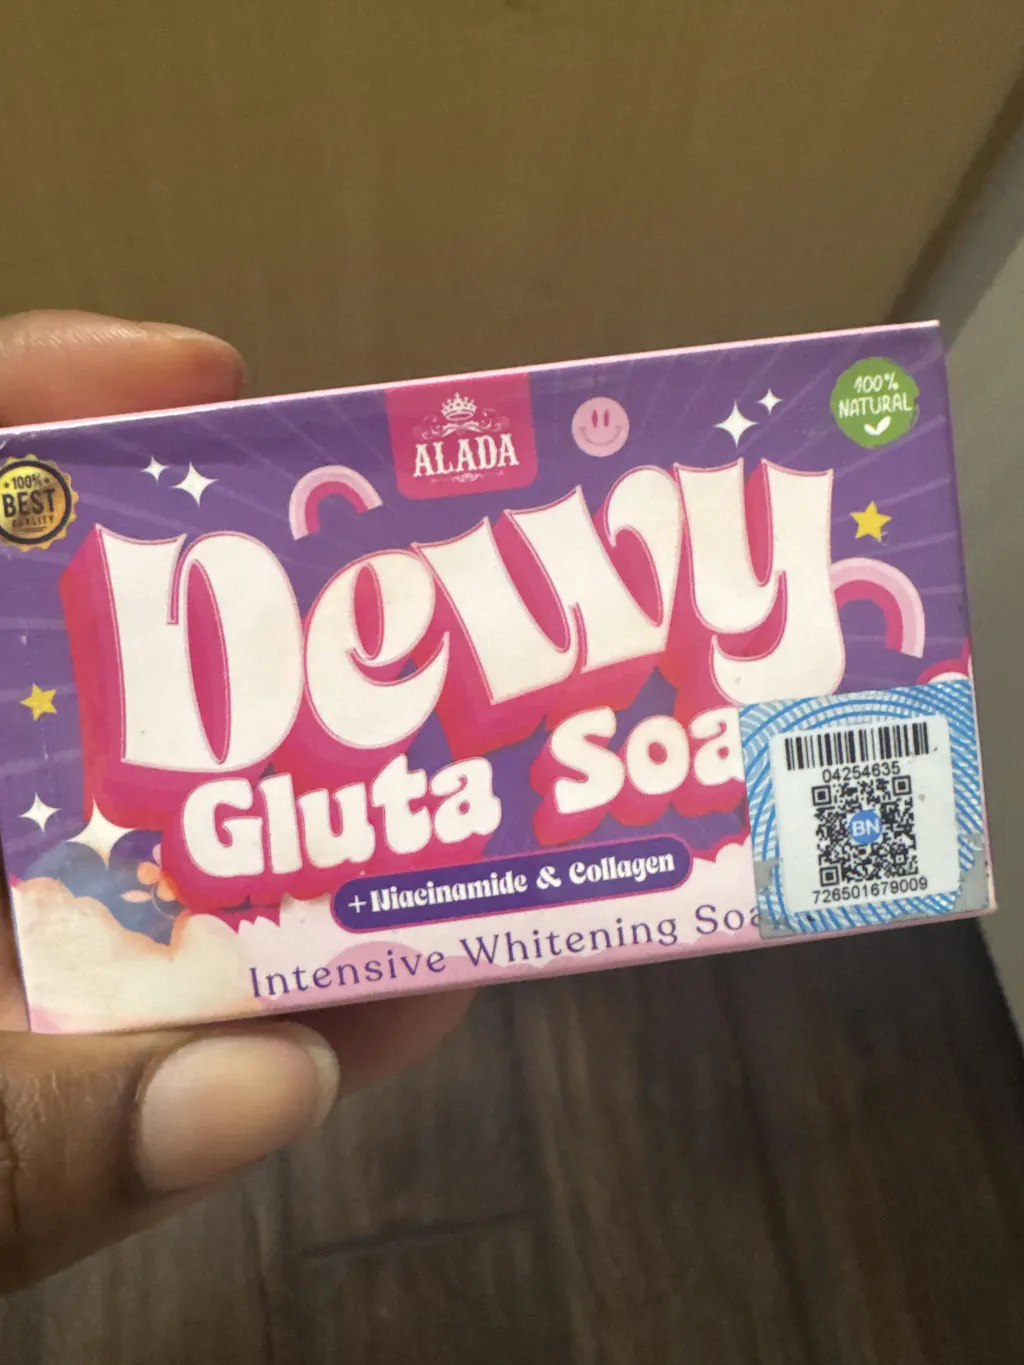 100%
NATURAL
ALADA
100%
BEST
QUALITY
Dewy
Gluta Soa
+Niacinamide & Collagen
Intensive Whitening Soa
04254635
BN
726501679009